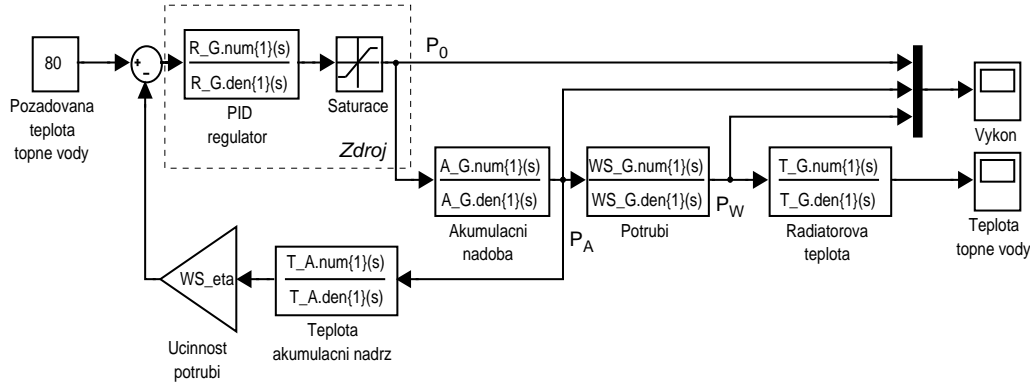 80
Pozadovana
teplota
topne vody
R_G.num{1}(s)
R_G.den{1}(s)
PID
regulator
Saturace
Zdroj
P0
A_G.num{1}(s)
A_G.den{1}(s)
Akumulacni
nadoba
PA
WS_G.num{1}(s)
WS_G.den{1}(s)
Potrubi
PW
T_G.num{1}(s)
T_G.den{1}(s)
Radiatorova
teplota
Vykon
Teplota
topne vody
WS_eta
Ucinnost
potrubi
T_A.num{1}(s)
T_A.den{1}(s)
Teplota
akumulacni nadrz